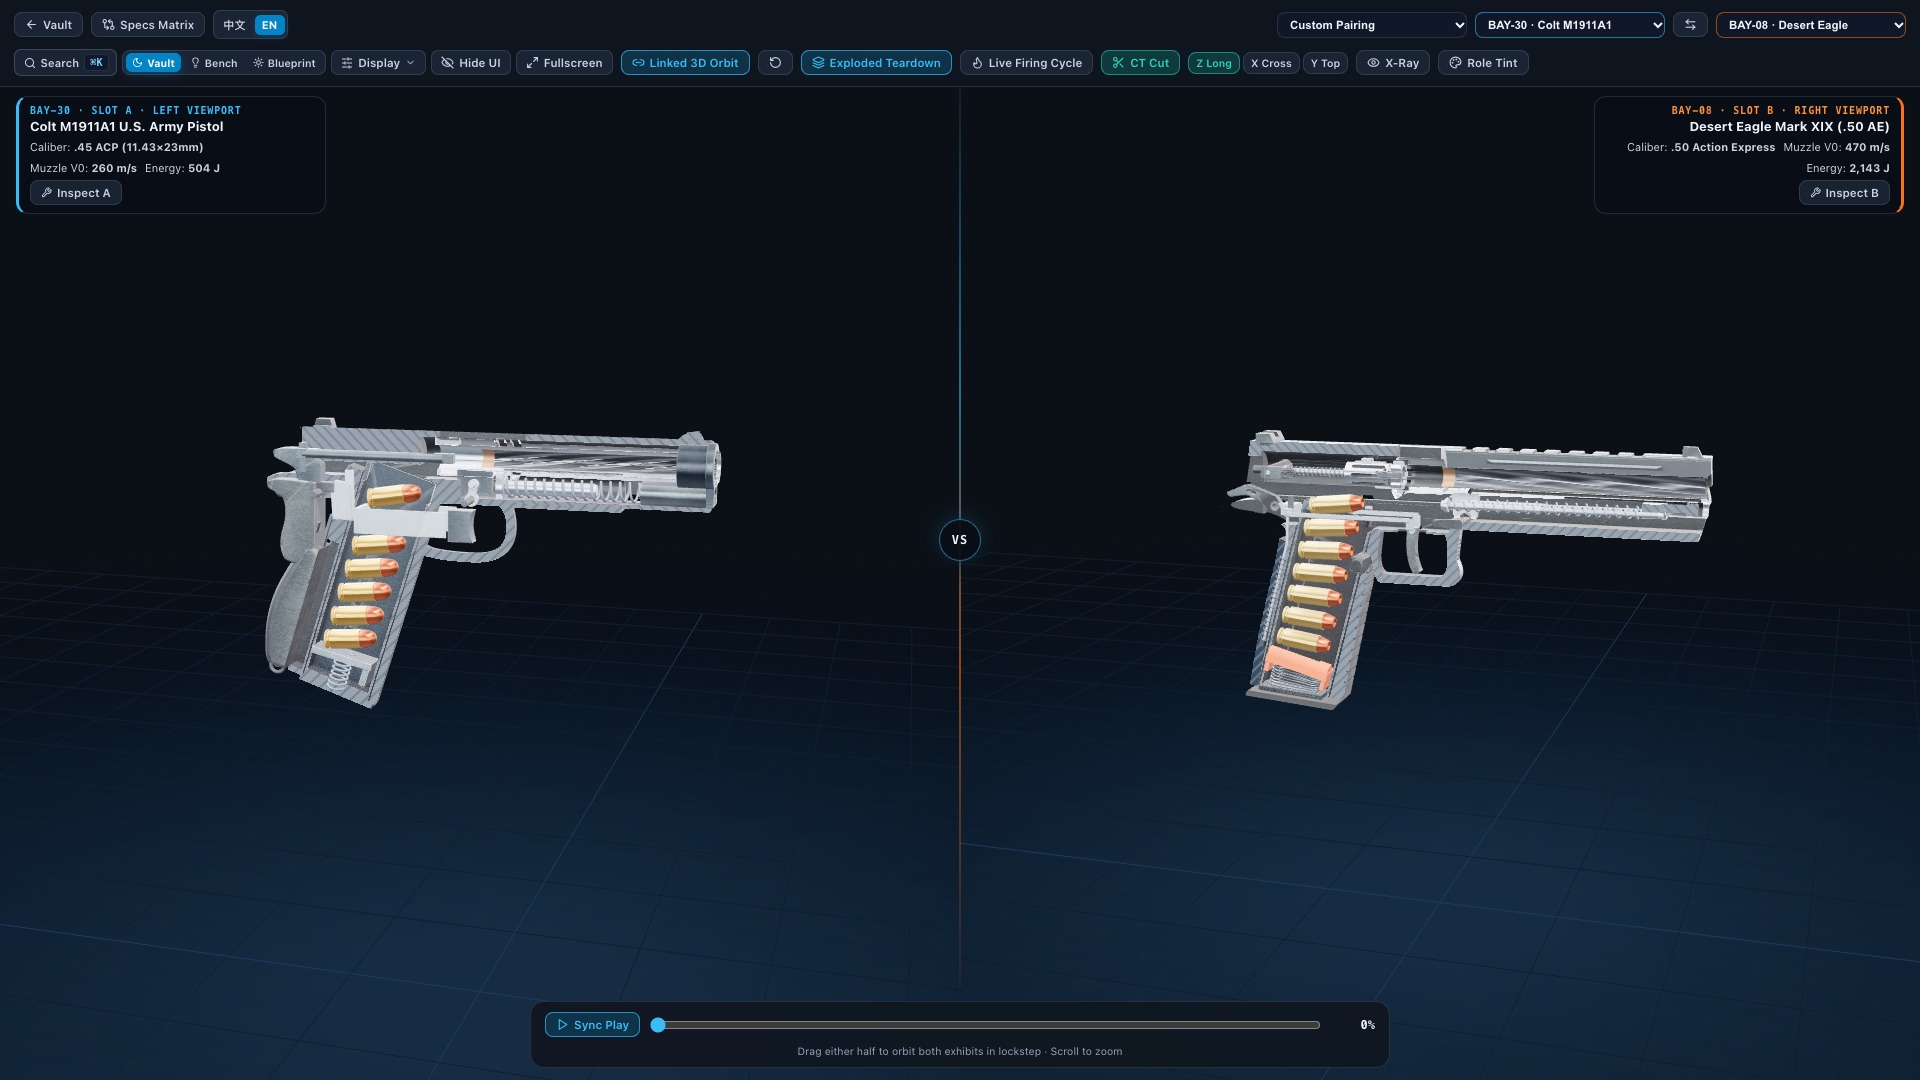 Vault
Specs Matrix
中文
EN
Custom Pairing
BAY-30 · Colt M1911A1
BAY-08 · Desert Eagle
Search ⌘K
Vault
Bench
Blueprint
Display
Hide UI
Fullscreen
Linked 3D Orbit
Exploded Teardown
Live Firing Cycle
CT Cut
Z Long
X Cross
Y Top
X-Ray
Role Tint
BAY-30 · SLOT A · LEFT VIEWPORT
Colt M1911A1 U.S. Army Pistol
Caliber: .45 ACP (11.43×23mm)
Muzzle V0: 260 m/s Energy: 504 J
Inspect A
BAY-08 · SLOT B · RIGHT VIEWPORT
Desert Eagle Mark XIX (.50 AE)
Caliber: .50 Action Express Muzzle V0: 470 m/s
Energy: 2,143 J
Inspect B
VS
Sync Play
0%
Drag either half to orbit both exhibits in lockstep · Scroll to zoom